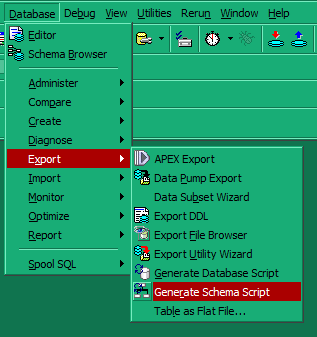 Database Debug View Utilities Rerun Window Help
Editor
Schema Browser
Administer
Compare
Create
Diagnose
Export
Import
Monitor
Optimize
Report
Spool SQL
APEX Export
Data Pump Export
Data Subset Wizard
Export DDL
Export File Browser
Export Utility Wizard
Generate Database Script
Generate Schema Script
Table as Flat File...